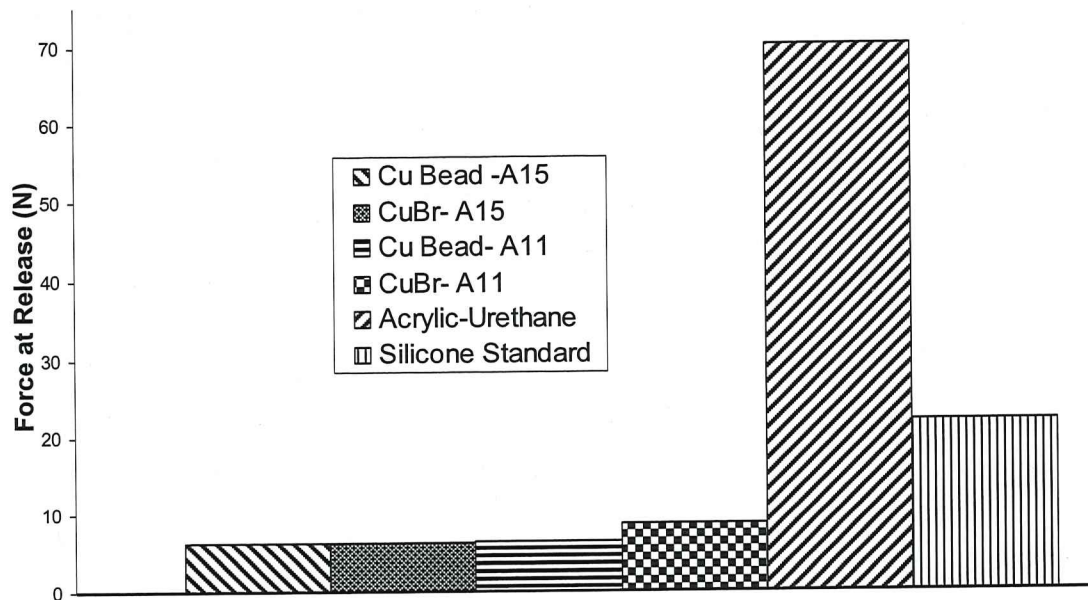 70
60
50
40
30
20
10
0
Force at Release (N)
Cu Bead -A15
CuBr- A15
Cu Bead- A11
CuBr- A11
Acrylic-Urethane
Silicone Standard